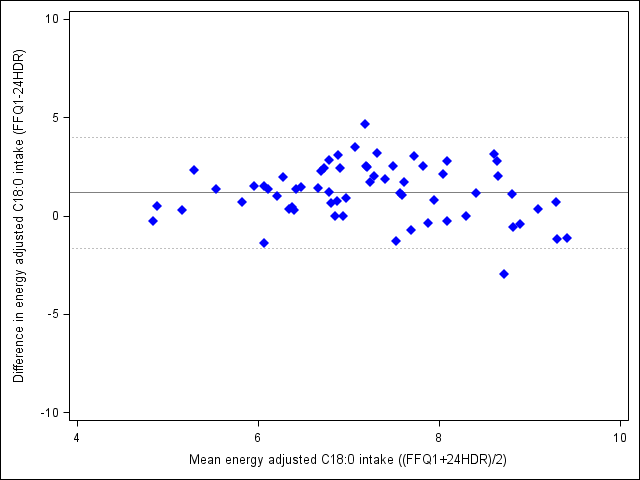 Difference in energy adjusted C18:0 intake (FFQ1-24HDR)
10
5
0
-5
-10
4 6 8 10
Mean energy adjusted C18:0 intake ((FFQ1+24HDR)/2)